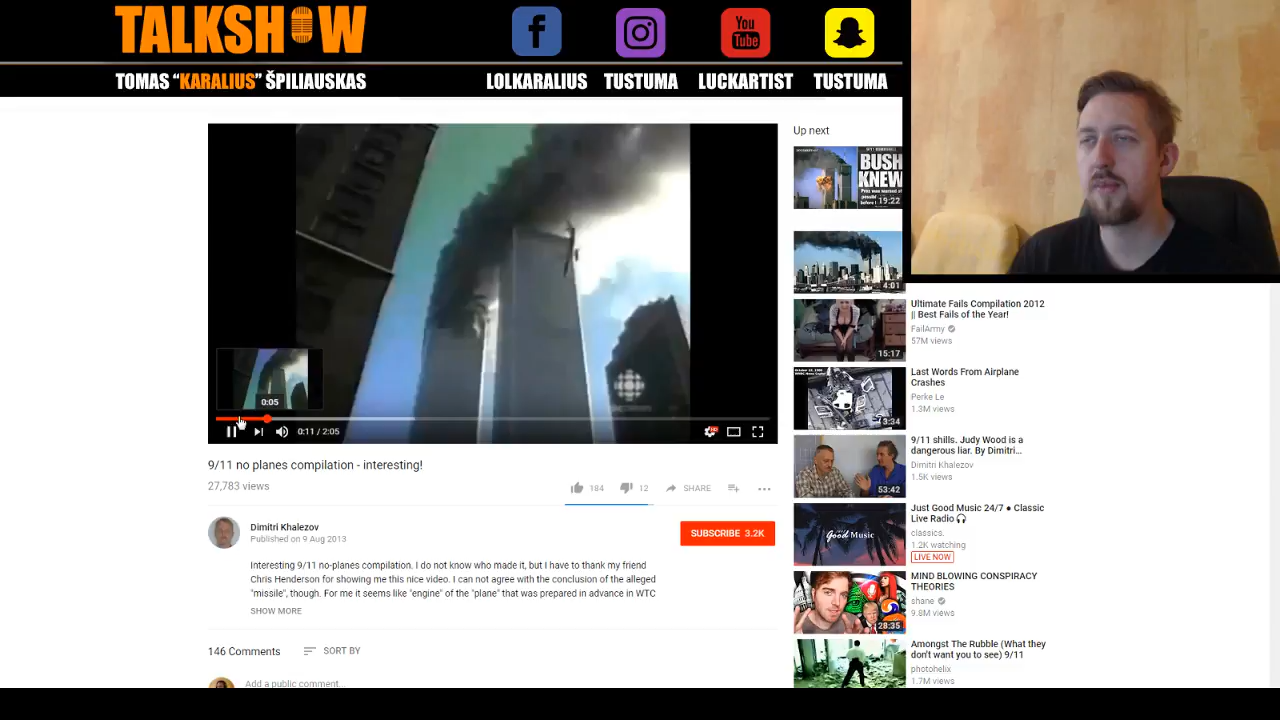 TALKSHOW
TOMAS "KARALIUS" ŠPILIAUSKAS
You
Tube
LOLKARALIUS
TUSTUMA
LUCKARTIST
TUSTUMA
0:05
0:11 / 2:05
HD
9/11 no planes compilation - interesting!
27,783 views
184
12
SHARE
Dimitri Khalezov
Published on 9 Aug 2013
SUBSCRIBE 3.2K
Interesting 9/11 no-planes compilation. I do not know who made it, but I have to thank my friend
Chris Henderson for showing me this nice video. I can not agree with the conclusion of the alleged
"missile", though. For me it seems like "engine" of the "plane" that was prepared in advance in WTC
SHOW MORE
146 Comments
SORT BY
Add a public comment...
Up next
BUSH
KNEW
19:22
4:01
Ultimate Fails Compilation 2012
|| Best Fails of the Year!
FailArmy
57M views
15:17
Last Words From Airplane
Crashes
Perke Le
1.3M views
3:34
9/11 shills. Judy Wood is a
dangerous liar. By Dimitri...
Dimitri Khalezov
1.5K views
53:42
Just Good Music 24/7 ● Classic
Live Radio 🎧
classics.
1.2K watching
LIVE NOW
Good Music
MIND BLOWING CONSPIRACY
THEORIES
shane
9.8M views
28:35
Amongst The Rubble (What they
don't want you to see) 9/11
photohelix
1.7M views